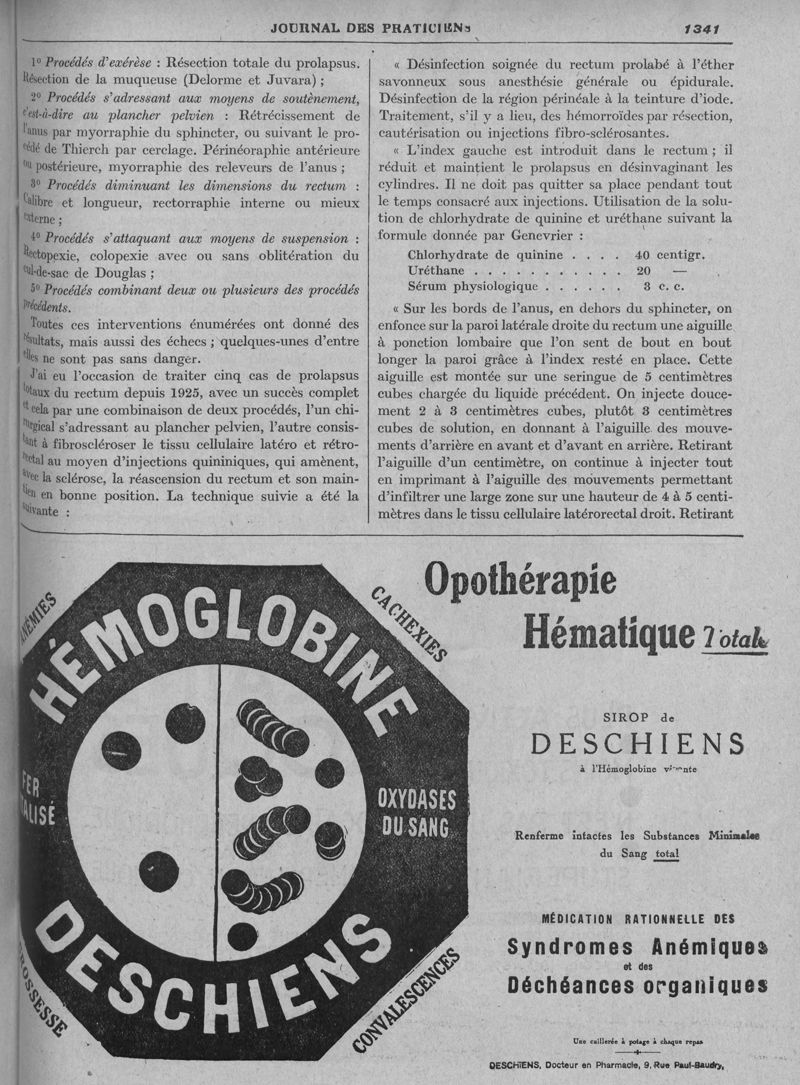 JOURNAL DES PRATICIENS
1341
1º Procédés d'exérèse : Résection totale du prolapsus.
Résection de la muqueuse (Delorme et Juvara) ;
2º Procédés s'adressant aux moyens de soutènement,
c'est-à-dire au plancher pelvien : Rétrécissement de
l'anus par myorraphie du sphincter, ou suivant le pro-
cédé de Thierch par cerclage. Périnéoraphie antérieure
ou postérieure, myorraphie des releveurs de l'anus ;
3º Procédés diminuant les dimensions du rectum :
Calibre et longueur, rectorraphie interne ou mieux
externe ;
4º Procédés s'attaquant aux moyens de suspension :
Rectopexie, colopexie avec ou sans oblitération du
cul-de-sac de Douglas ;
5º Procédés combinant deux ou plusieurs des procédés
précédents.
Toutes ces interventions énumérées ont donné des
résultats, mais aussi des échecs ; quelques-unes d'entre
elles ne sont pas sans danger.
J'ai eu l'occasion de traiter cinq cas de prolapsus
totaux du rectum depuis 1925, avec un succès complet
et cela par une combinaison de deux procédés, l'un chi-
rurgical s'adressant au plancher pelvien, l'autre consis-
tant à fibroscléroser le tissu cellulaire latéro et rétro-
rectal au moyen d'injections quininiques, qui amènent,
avec la sclérose, la réascension du rectum et son main-
tien en bonne position. La technique suivie a été la
suivante :
« Désinfection soignée du rectum prolabé à l'éther
savonneux sous anesthésie générale ou épidurale.
Désinfection de la région périnéale à la teinture d'iode.
Traitement, s'il y a lieu, des hémorroïdes par résection,
cautérisation ou injections fibro-sclérosantes.
« L'index gauche est introduit dans le rectum ; il
réduit et maintient le prolapsus en désinvaginant les
cylindres. Il ne doit pas quitter sa place pendant tout
le temps consacré aux injections. Utilisation de la solu-
tion de chlorhydrate de quinine et uréthane suivant la
formule donnée par Genevrier :
Chlorhydrate de quinine . . . . 40 centigr.
Uréthane . . . . . . . . . . . 20 —
Sérum physiologique . . . . . . 3 c. c.
« Sur les bords de l'anus, en dehors du sphincter, on
enfonce sur la paroi latérale droite du rectum une aiguille
à ponction lombaire que l'on sent de bout en bout
longer la paroi grâce à l'index resté en place. Cette
aiguille est montée sur une seringue de 5 centimètres
cubes chargée du liquide précédent. On injecte douce-
ment 2 à 3 centimètres cubes, plutôt 3 centimètres
cubes de solution, en donnant à l'aiguille des mouve-
ments d'arrière en avant et d'avant en arrière. Retirant
l'aiguille d'un centimètre, on continue à injecter tout
en imprimant à l'aiguille des mouvements permettant
d'infiltrer une large zone sur une hauteur de 4 à 5 centi-
mètres dans le tissu cellulaire latérorectal droit. Retirant
ANÉMIES
CACHEXIES
HÉMOGLOBINE
FER
OXYDASES
DU SANG
DESCHIENS
CONVALESCENCES
Opothérapie
Hématique Totale
SIROP de
DESCHIENS
à l'Hémoglobine vivante
Renferme intactes les Substances Minimales
du Sang total
MÉDICATION RATIONNELLE DES
Syndromes Anémiques
et des
Déchéances organiques
Une cuillerée à potage à chaque repas
DESCHIENS, Docteur en Pharmacie, 9, Rue Paul-Baudry,